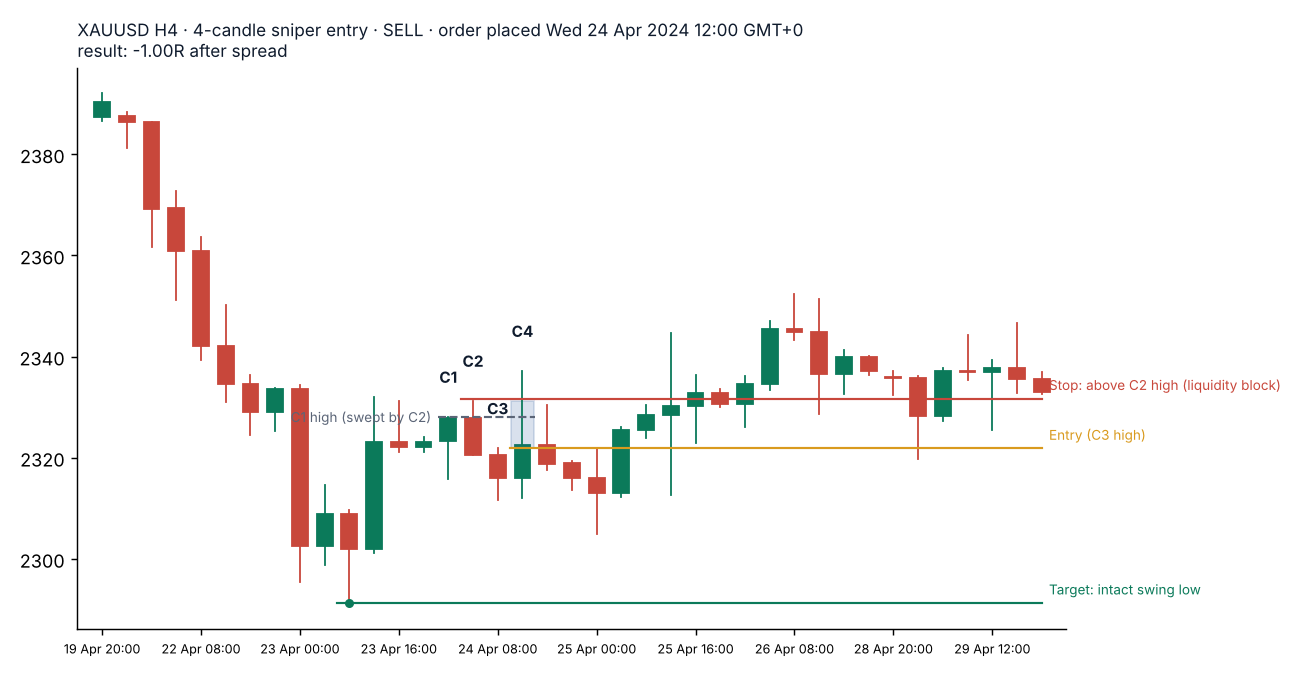 XAUUSD H4 · 4-candle sniper entry · SELL · order placed Wed 24 Apr 2024 12:00 GMT+0
result: -1.00R after spread
2380
2360
2340
2320
2300
C1
C2
C3
C4
C1 high (swept by C2)
Stop: above C2 high (liquidity block)
Entry (C3 high)
Target: intact swing low
19 Apr 20:00
22 Apr 08:00
23 Apr 00:00
23 Apr 16:00
24 Apr 08:00
25 Apr 00:00
25 Apr 16:00
26 Apr 08:00
28 Apr 20:00
29 Apr 12:00